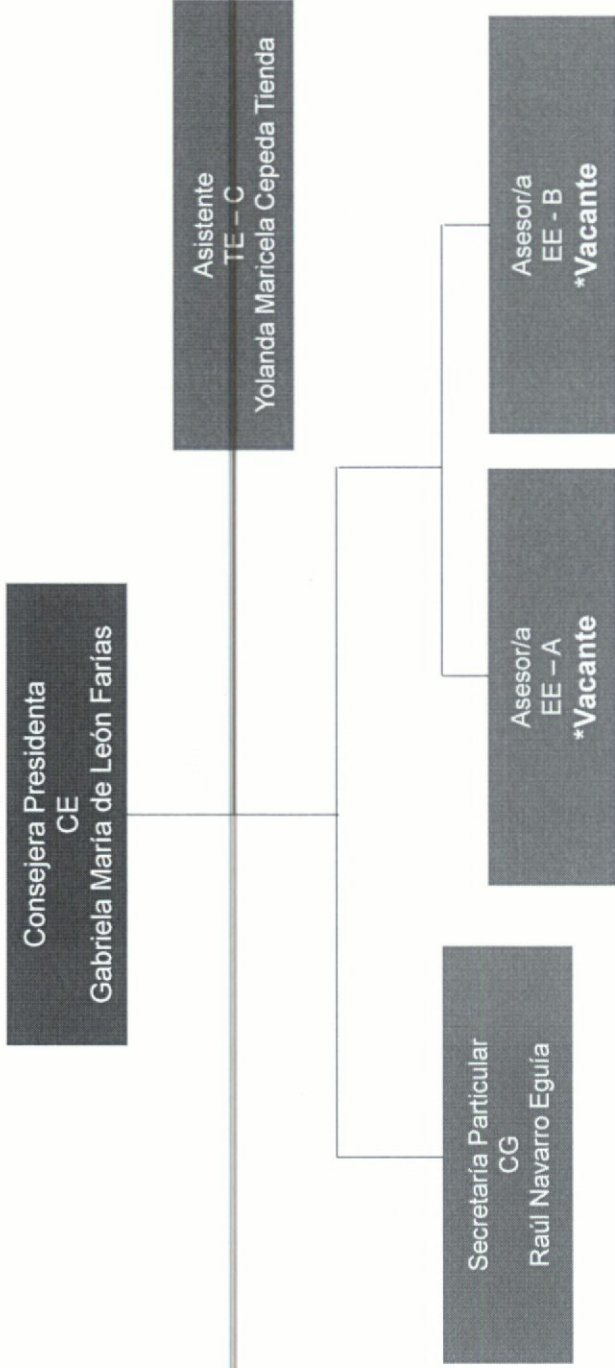 Consejera Presidenta
CE
Gabriela María de León Farías
Asistente
TE – C
Yolanda Maricela Cepeda Tienda
Secretaría Particular
CG
Raúl Navarro Eguía
Asesor/a
EE – A
*Vacante
Asesor/a
EE - B
*Vacante